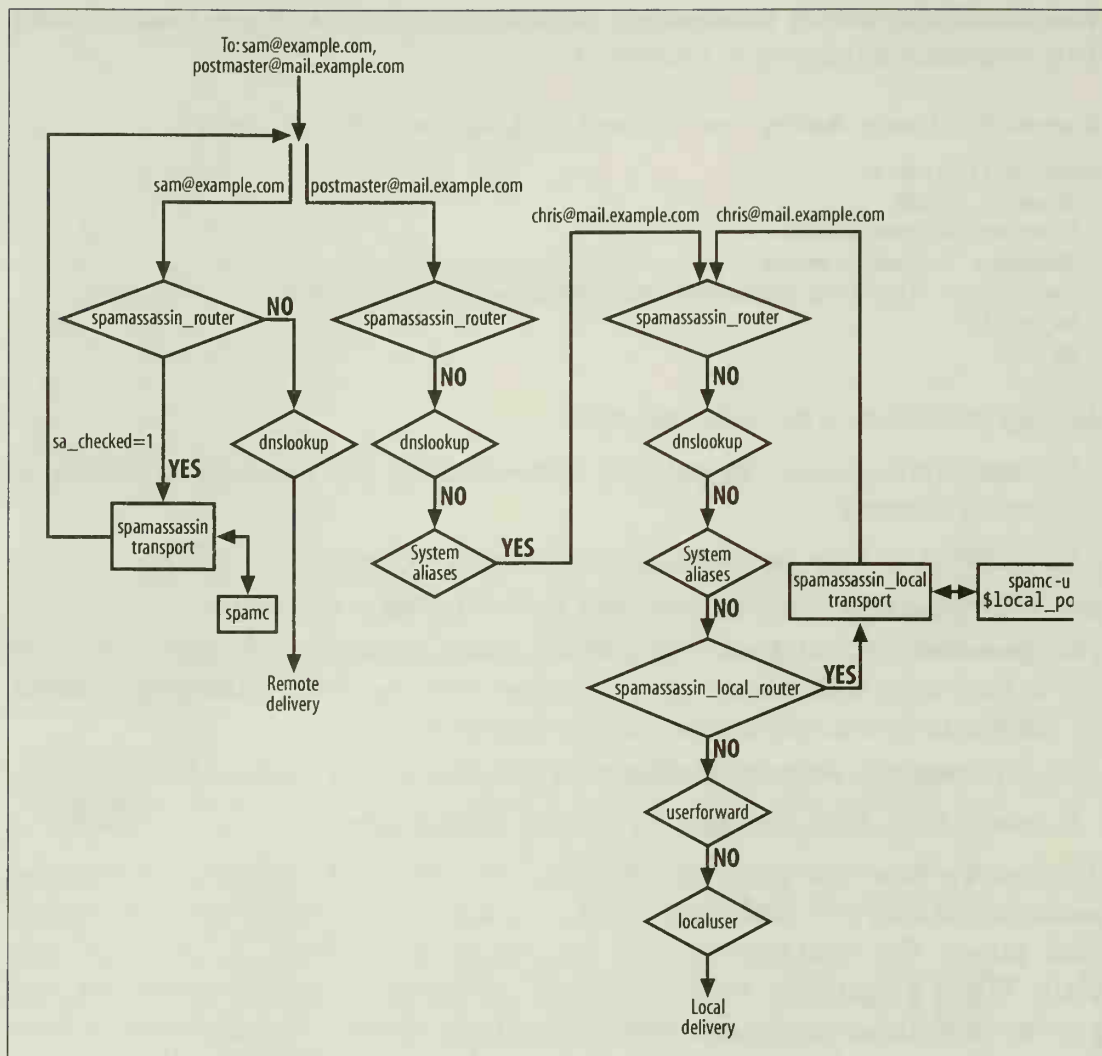 To: sam@example.com,
postmaster@mail.example.com
sam@example.com
postmaster@mail.example.com
chris@mail.example.com
chris@mail.example.com
spamassassin_router
NO
spamassassin_router
spamassassin_router
NO
NO
sa_checked=1
dnslookup
dnslookup
dnslookup
YES
NO
NO
spamassassin
transport
System
aliases
YES
System
aliases
spamassassin_local
transport
spamc -u
spamc
NO
Remote
delivery
spamassassin_local_router
YES
NO
userforward
NO
localuser
Local
delivery